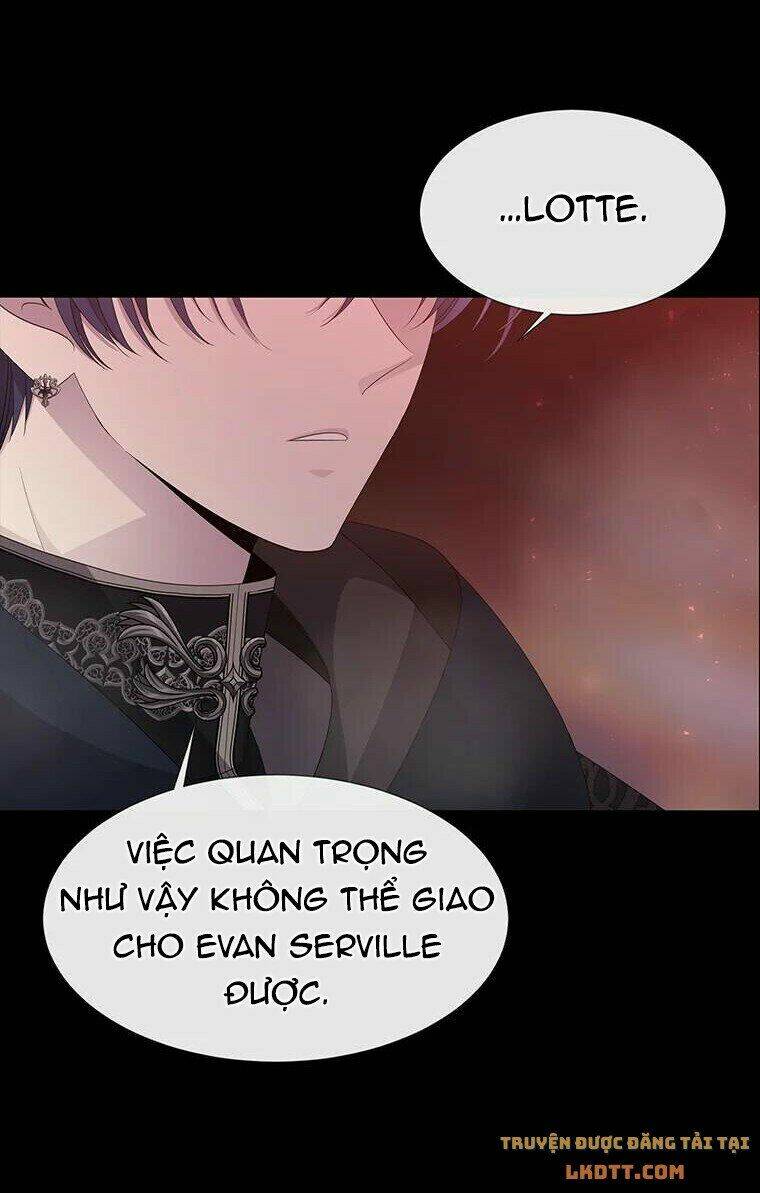 ...LOTTE.
VIỆC QUAN TRỌNG
NHƯ VẬY KHÔNG THỂ GIAO
CHO EVAN SERVILLE
ĐƯỢC.
TRUYỆN ĐƯỢC ĐĂNG TẢI TẠI
LKDTT.COM